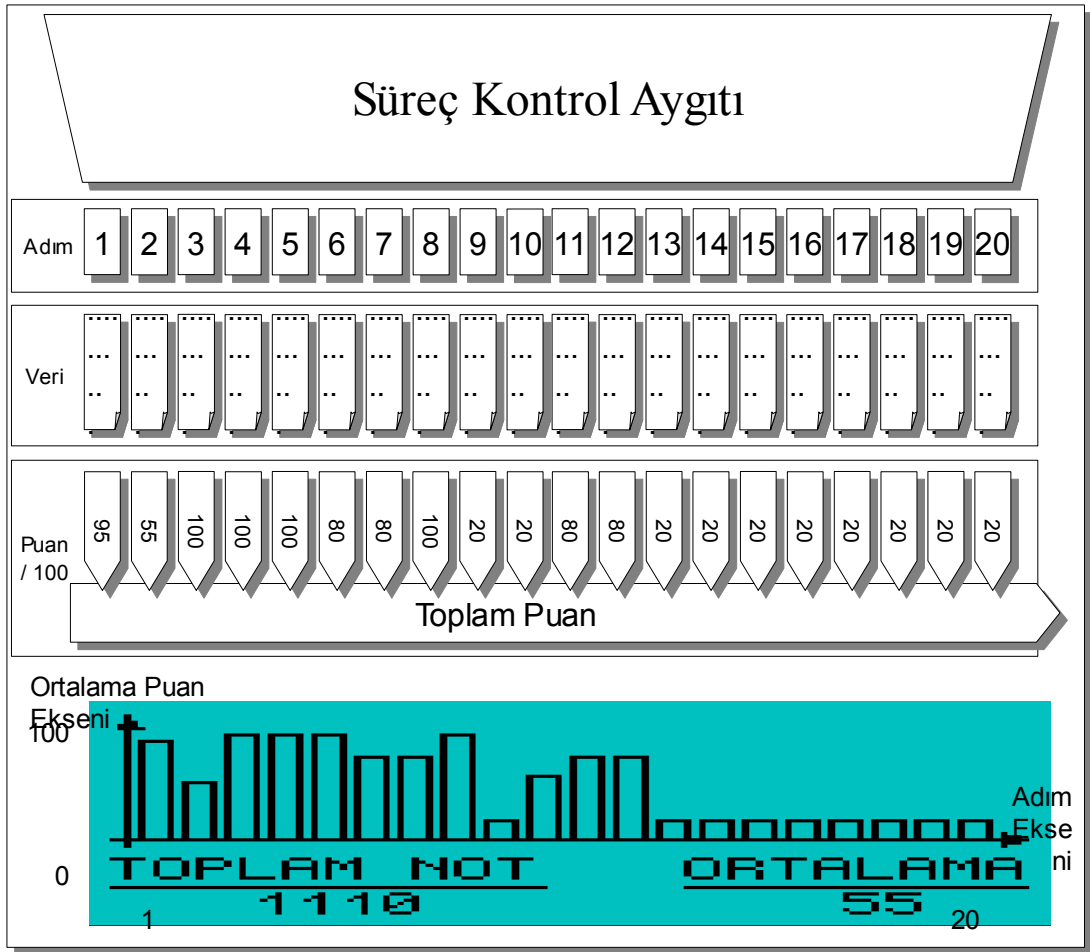 Süreç Kontrol Aygıtı
Adım 1 2 3 4 5 6 7 8 9 10 11 12 13 14 15 16 17 18 19 20
Veri
.... .... .... .... .... .... .... .... .... .... .... .... .... .... .... .... .... .... .... ....
... ... ... ... ... ... ... ... ... ... ... ... ... ... ... ... ... ... ... ...
.. .. .. .. .. .. .. .. .. .. .. .. .. .. .. .. .. .. .. ..
Puan
/ 100
95 55 100 100 100 80 80 100 20 20 80 80 20 20 20 20 20 20 20 20
Toplam Puan
Ortalama Puan
Ekseni
100
Adım
Ekse
ni
0
TOPLAM NOT ORTALAMA
1110 55
1 20